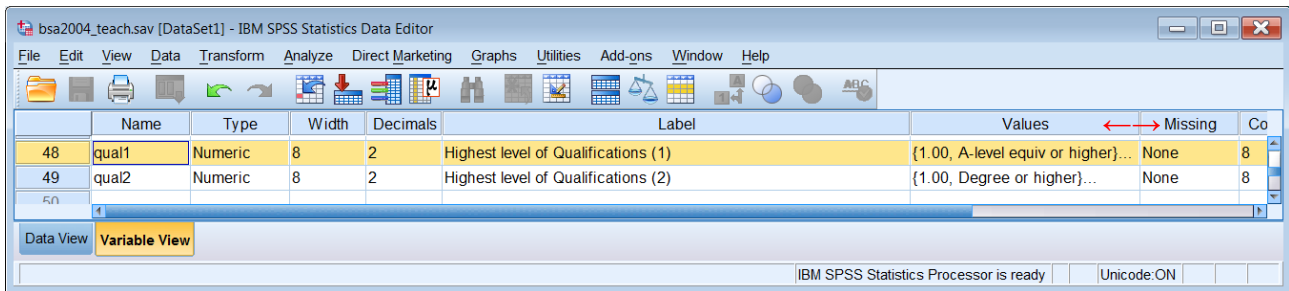 bsa2004_teach.sav [DataSet1] - IBM SPSS Statistics Data Editor
File Edit View Data Transform Analyze Direct Marketing Graphs Utilities Add-ons Window Help
Name Type Width Decimals Label Values Missing Co
48 qual1 Numeric 8 2 Highest level of Qualifications (1) {1.00, A-level equiv or higher}... None 8
49 qual2 Numeric 8 2 Highest level of Qualifications (2) {1.00, Degree or higher}... None 8
50
Data View Variable View
IBM SPSS Statistics Processor is ready Unicode:ON